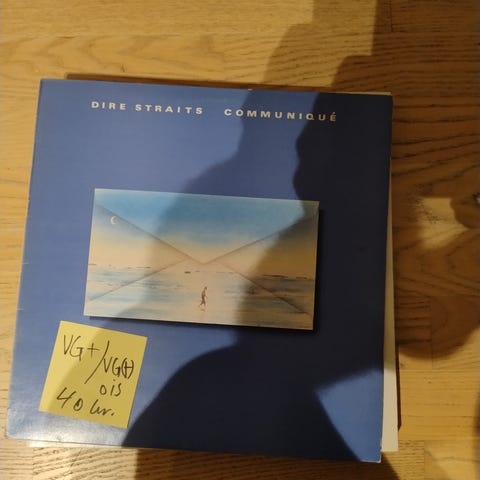 DIRE STRAITS COMMUNIQUÉ
VG+/VG(+)
ois
40 kr.